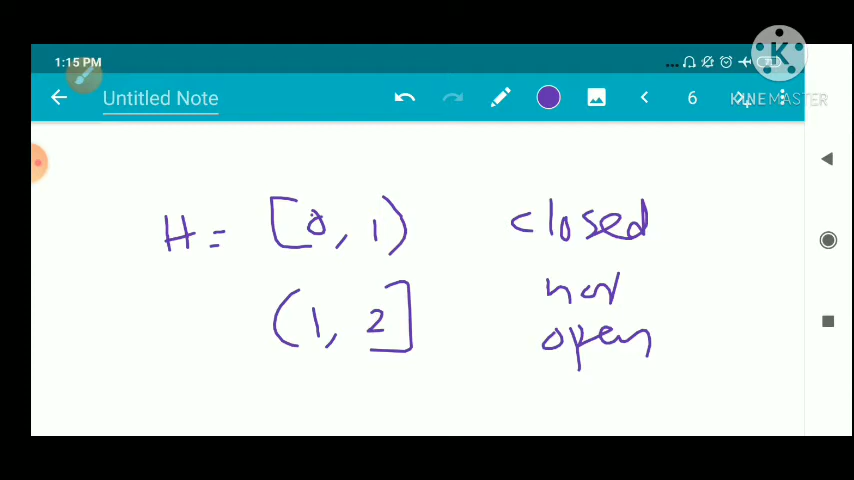 1:15 PM
KINEMASTER
Untitled Note
6
H = [0, 1) closed
not
(1, 2]
open